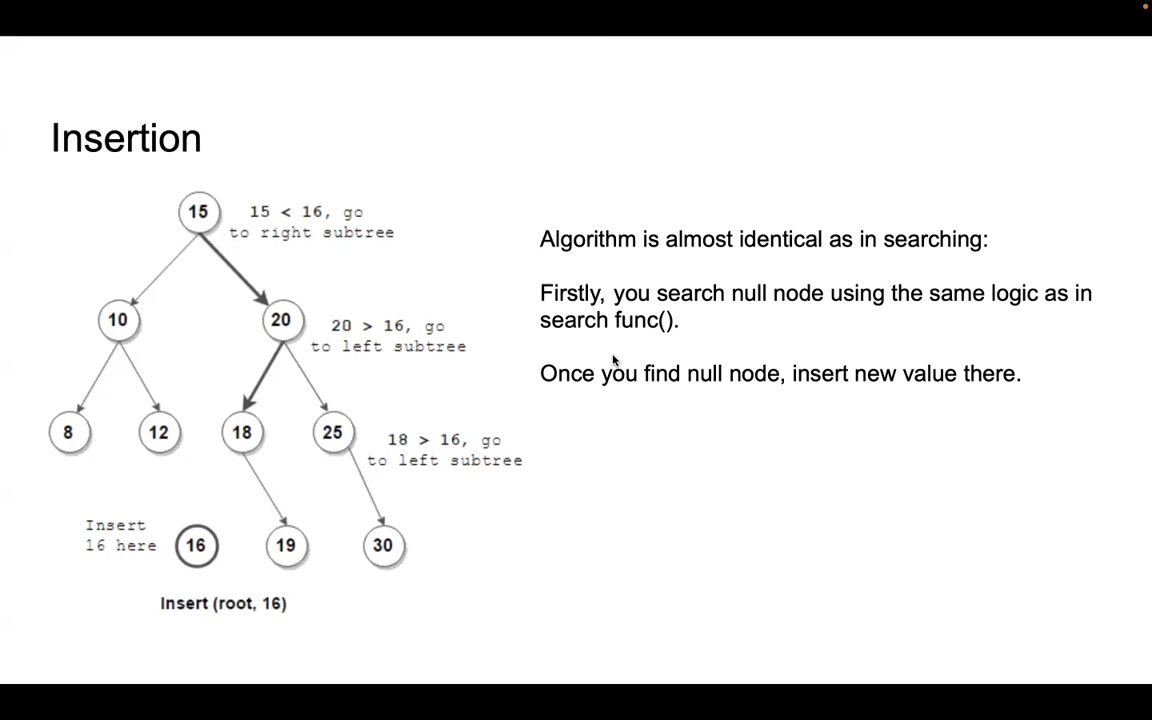 Insertion
15
15 < 16, go
to right subtree
10
20
20 > 16, go
to left subtree
8
12
18
25
18 > 16, go
to left subtree
Insert
16 here
16
19
30
Insert (root, 16)
Algorithm is almost identical as in searching:
Firstly, you search null node using the same logic as in
search func().
Once you find null node, insert new value there.